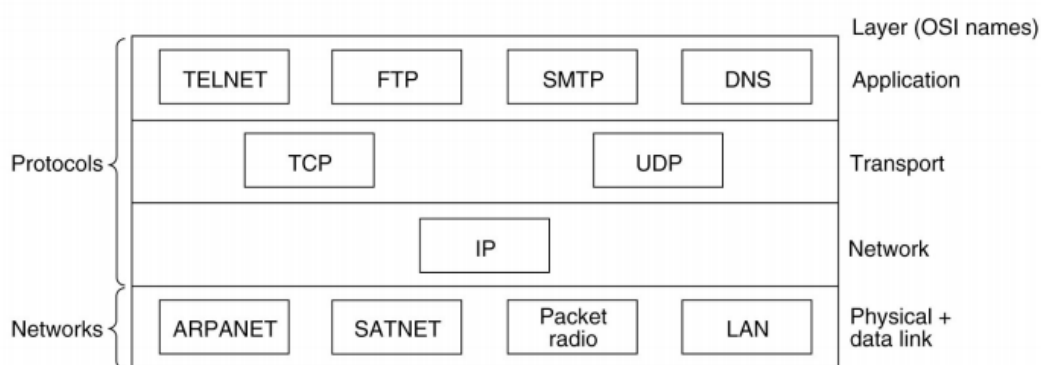 Layer (OSI names)
TELNET FTP SMTP DNS Application
Protocols TCP UDP Transport
IP Network
Networks ARPANET SATNET Packet radio LAN Physical + data link